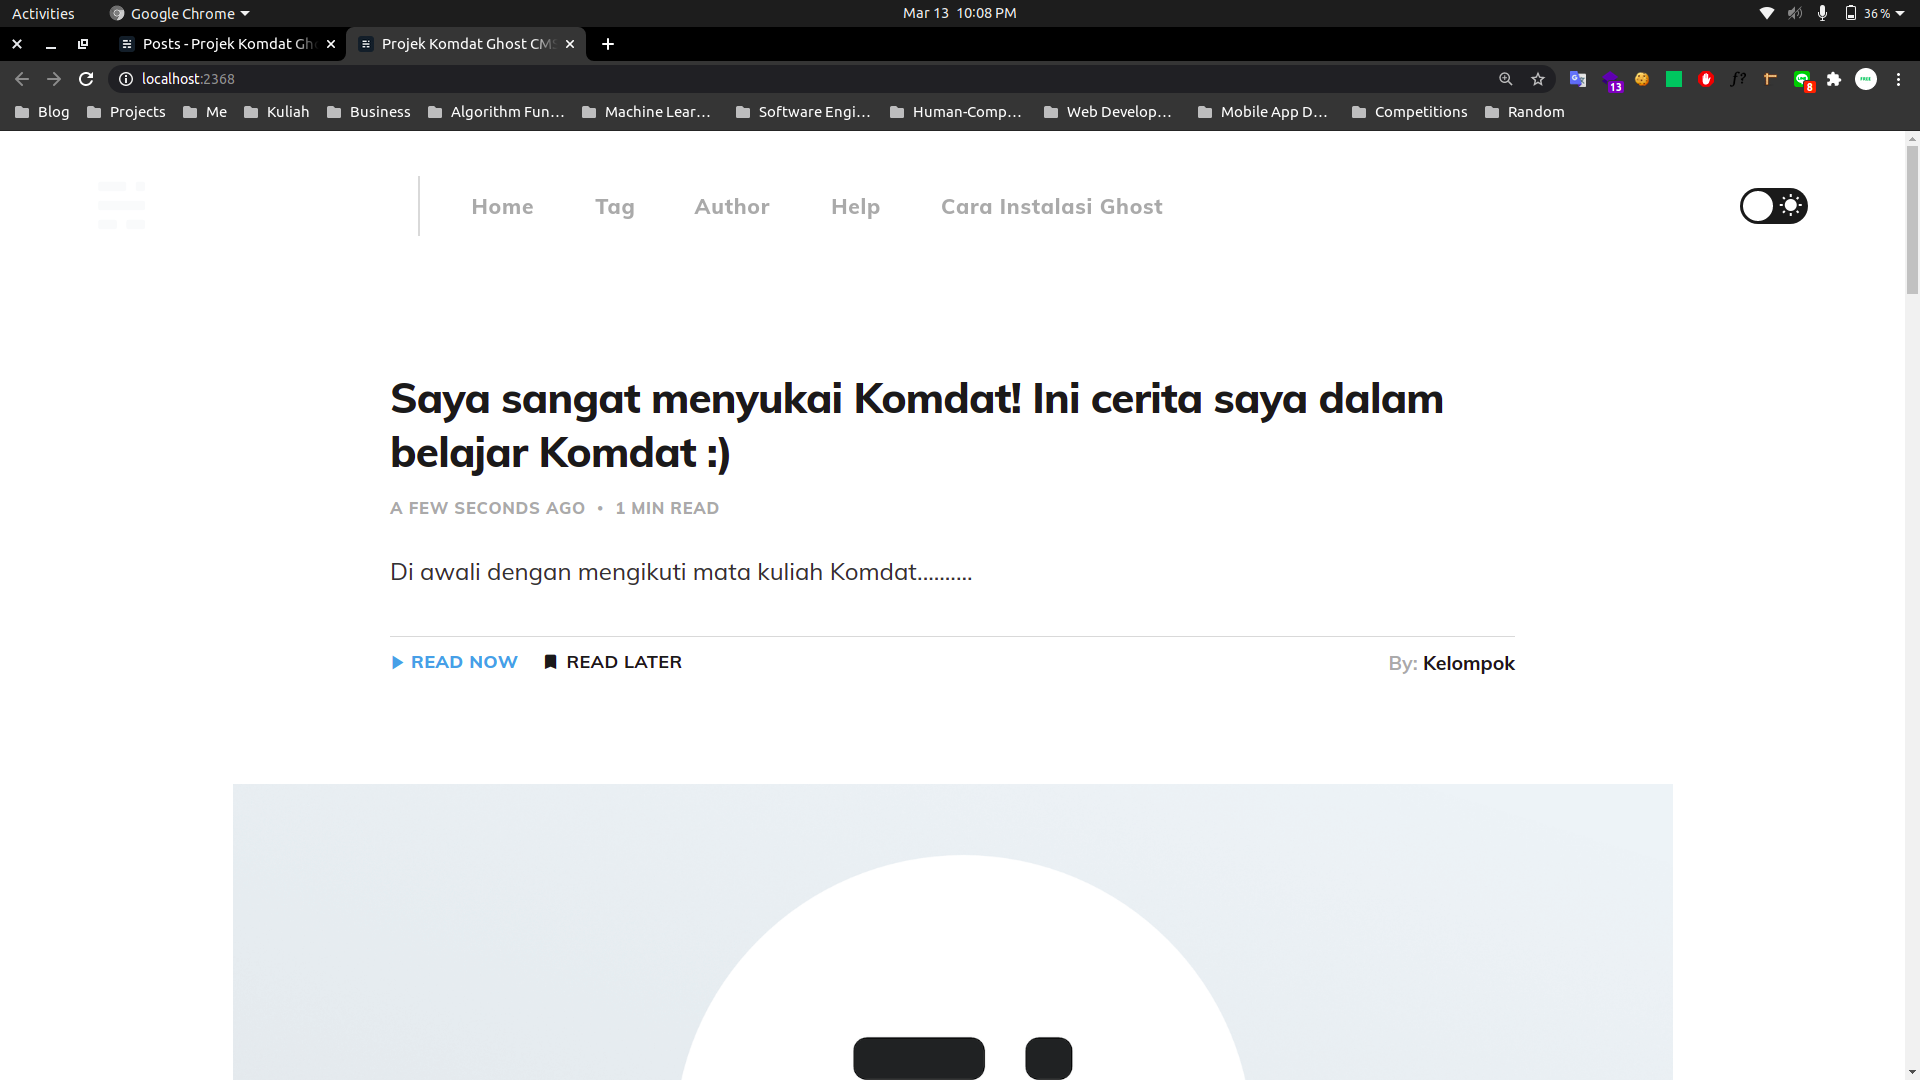 Activities Google Chrome Mar 13 10:08 PM 36 %
Posts - Projek Komdat Gh Projek Komdat Ghost CMS
localhost:2368 13 f? 8
Blog Projects Me Kuliah Business Algorithm Fun... Machine Lear... Software Engi... Human-Comp... Web Develop... Mobile App D... Competitions Random
Home Tag Author Help Cara Instalasi Ghost
Saya sangat menyukai Komdat! Ini cerita saya dalam
belajar Komdat :)
A FEW SECONDS AGO • 1 MIN READ
Di awali dengan mengikuti mata kuliah Komdat..........
READ NOW READ LATER By: Kelompok